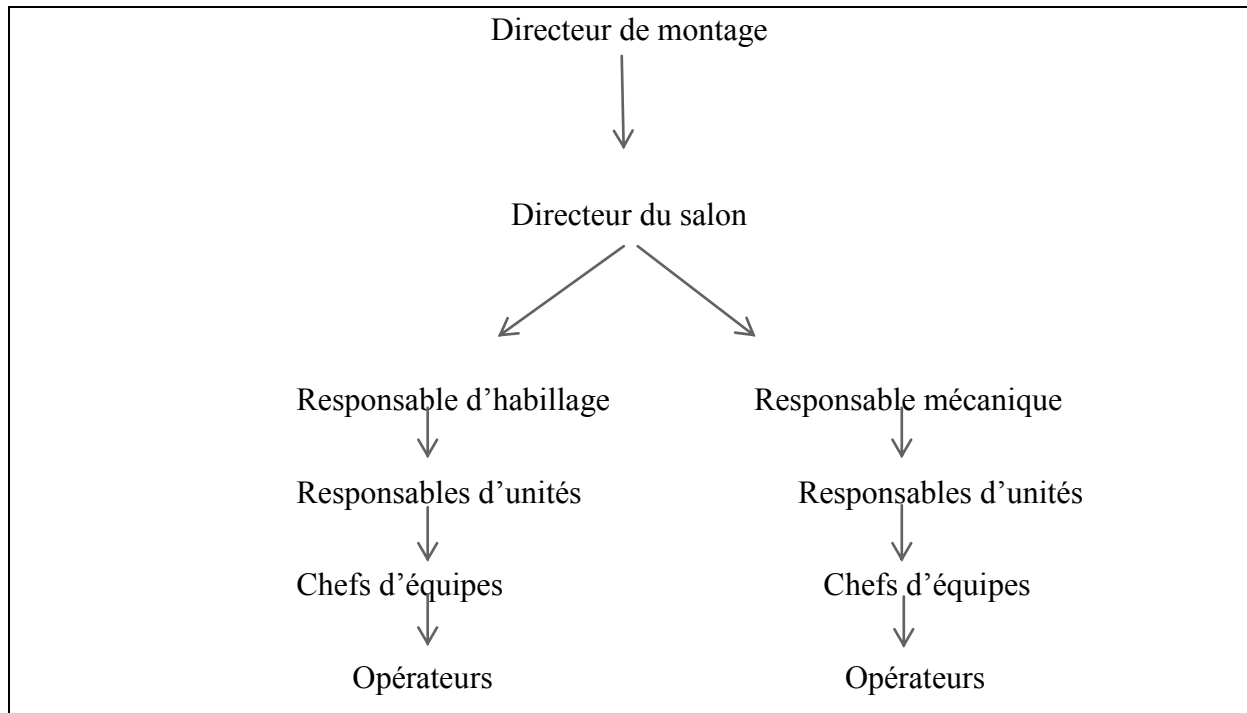 Directeur de montage
Directeur du salon
Responsable d’habillage Responsable mécanique
Responsables d’unités Responsables d’unités
Chefs d’équipes Chefs d’équipes
Opérateurs Opérateurs